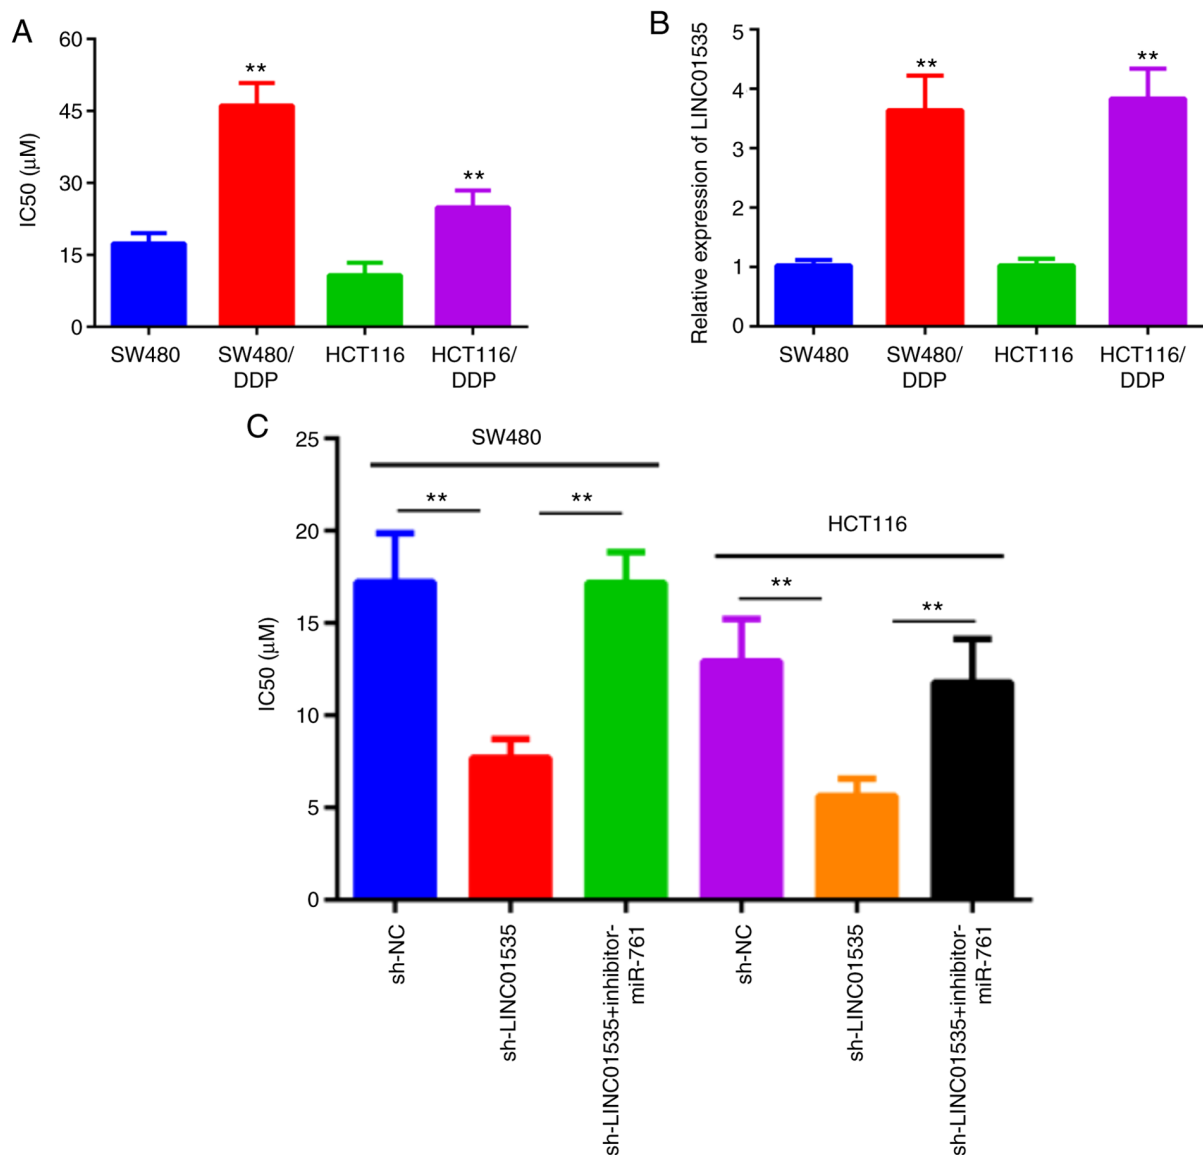 A
60
45
30
15
0
IC50 (μM)
**
**
SW480
SW480/
DDP
HCT116
HCT116/
DDP
B
5
4
3
2
1
0
Relative expression of LINC01535
**
**
SW480
SW480/
DDP
HCT116
HCT116/
DDP
C
25
20
15
10
5
0
IC50 (μM)
SW480
**
**
HCT116
**
**
sh-NC
sh-LINC01535
sh-LINC01535+inhibitor-
miR-761
sh-NC
sh-LINC01535
sh-LINC01535+inhibitor-
miR-761